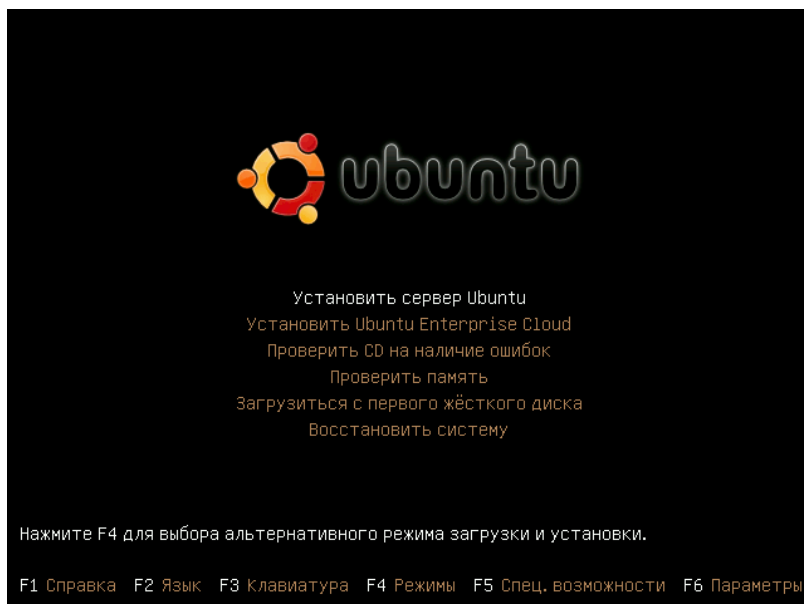 ubuntu
Установить сервер Ubuntu
Установить Ubuntu Enterprise Cloud
Проверить CD на наличие ошибок
Проверить память
Загрузиться с первого жёсткого диска
Восстановить систему
Нажмите F4 для выбора альтернативного режима загрузки и установки.
F1 Справка F2 Язык F3 Клавиатура F4 Режимы F5 Спец. возможности F6 Параметры